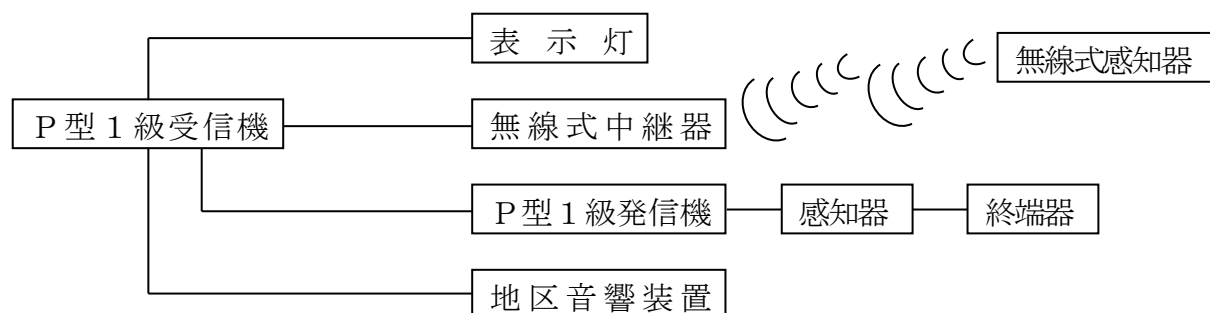 表示灯
無線式感知器
P型1級受信機
無線式中継器
P型1級発信機
感知器
終端器
地区音響装置